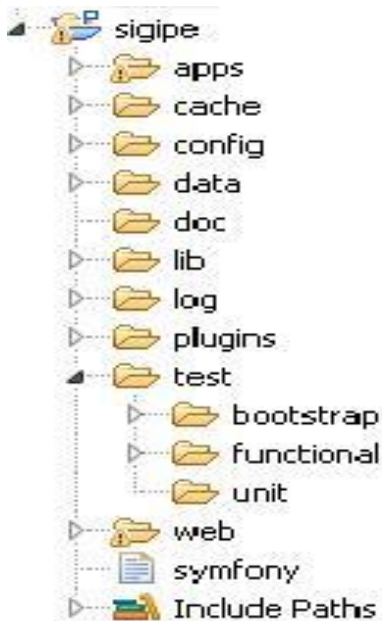 sigipe
apps
cache
config
data
doc
lib
log
plugins
test
bootstrap
functional
unit
web
symfony
Include Paths